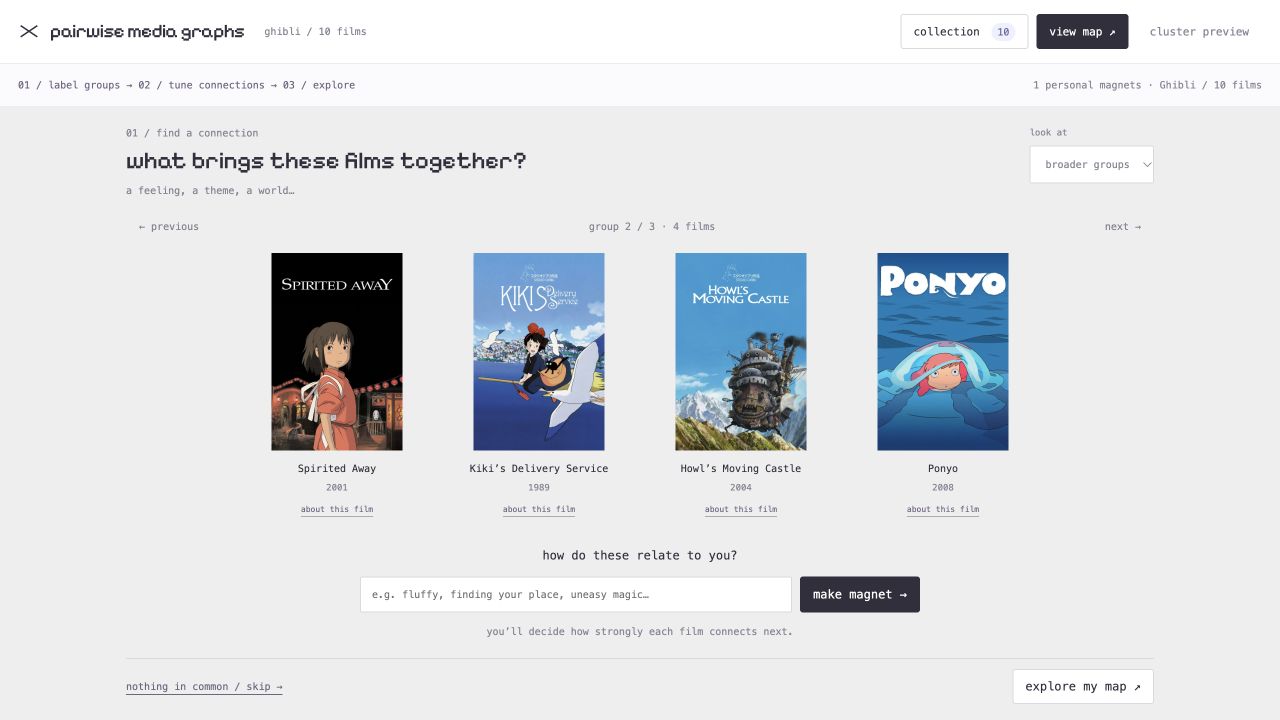 pairwise media graphs
ghibli / 10 films
collection 10
view map ↗
cluster preview
01 / label groups → 02 / tune connections → 03 / explore
1 personal magnets · Ghibli / 10 films
01 / find a connection
look at
what brings these films together?
broader groups
a feeling, a theme, a world…
← previous
group 2 / 3 · 4 films
next →
SPIRITED AWAY
KIKI'S Delivery Service
HOWL'S MOVING CASTLE
PONYO
Spirited Away
Kiki’s Delivery Service
Howl’s Moving Castle
Ponyo
2001
1989
2004
2008
about this film
about this film
about this film
about this film
how do these relate to you?
e.g. fluffy, finding your place, uneasy magic…
make magnet →
you’ll decide how strongly each film connects next.
nothing in common / skip →
explore my map ↗